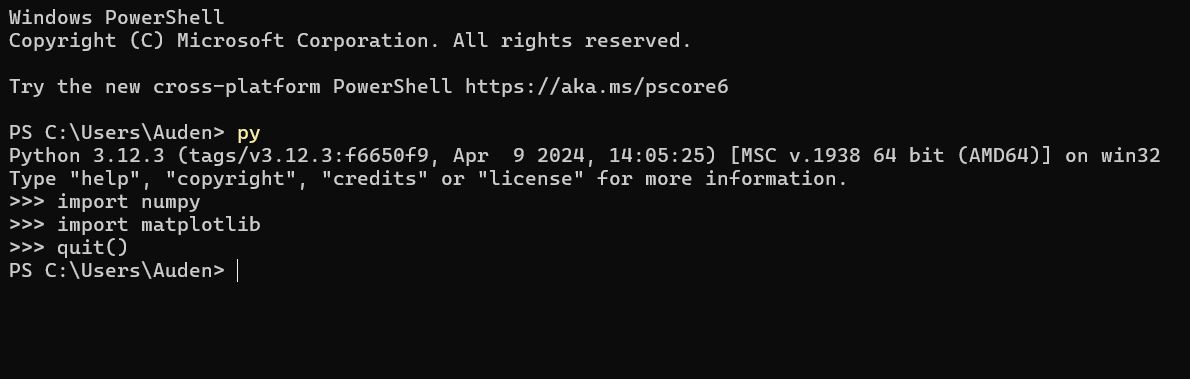 Windows PowerShell
Copyright (C) Microsoft Corporation. All rights reserved.
Try the new cross-platform PowerShell https://aka.ms/pscore6
PS C:\Users\Auden> py
Python 3.12.3 (tags/v3.12.3:f6650f9, Apr  9 2024, 14:05:25) [MSC v.1938 64 bit (AMD64)] on win32
Type "help", "copyright", "credits" or "license" for more information.
>>> import numpy
>>> import matplotlib
>>> quit()
PS C:\Users\Auden>